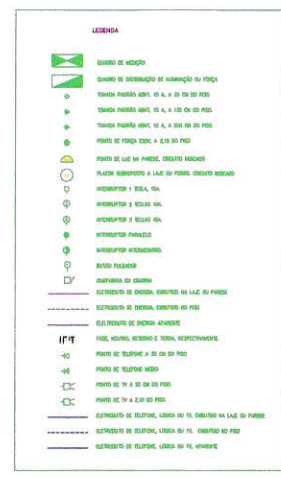 LEGENDA
QUADRO DE MEDIÇÃO
QUADRO DE DISTRIBUIÇÃO DE ILUMINAÇÃO OU FORÇA
TOMADA PADRÃO ABNT, 10 A, A 30 CM DO PISO.
TOMADA PADRÃO ABNT, 10 A, A 1,10 CM DO PISO.
TOMADA PADRÃO ABNT, 10 A, A 200 CM DO PISO.
PONTO DE FORÇA 220V, A 2,10 DO PISO
PONTO DE LUZ NA PAREDE, CIRCUITO INDICADO
PLAFON SOBREPOSTO A LAJE OU FORRO, CIRCUITO INDICADO
INTERRUPTOR 1 TECLA, 10A.
INTERRUPTOR 2 TECLAS 10A.
INTERRUPTOR 3 TECLAS 10A.
INTERRUPTOR PARALELO
INTERRUPTOR INTERMEDIÁRIO.
BOTÃO PULSADOR
CAMPAINHA OU CIGARRA
ELETRODUTO DE ENERGIA, EMBUTIDO NA LAJE OU PAREDE
ELETRODUTO DE ENERGIA, EMBUTIDO NO PISO
ELETRODUTO DE ENERGIA APARENTE
FASE, NEUTRO, RETORNO E TERRA, RESPECTIVAMENTE.
PONTO DE TELEFONE A 30 CM DO PISO
PONTO DE TELEFONE MÉDIO
PONTO DE TV A 30 CM DO PISO
PONTO DE TV A 2,10 DO PISO
ELETRODUTO DE TELEFONE, LÓGICA OU TV, EMBUTIDO NA LAJE OU PAREDE
ELETRODUTO DE TELEFONE, LÓGICA OU TV, EMBUTIDO NO PISO
ELETRODUTO DE TELEFONE, LÓGICA OU TV, APARENTE